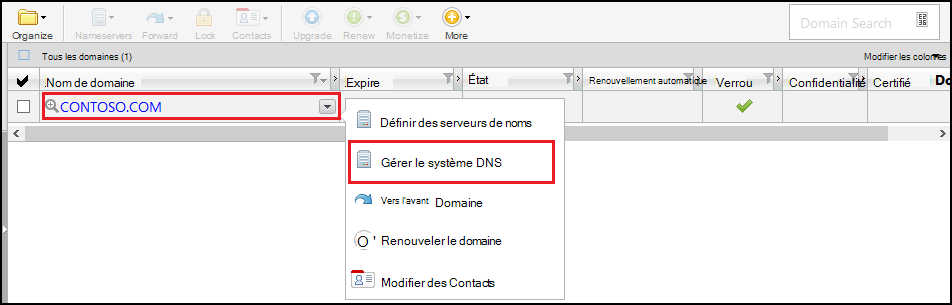 Organize Nameservers Forward Lock Contacts Upgrade Renew Monetize More
Domain Search
Tous les domaines (1) Modifier les colonnes
Nom de domaine Expire État Renouvellement automatique Verrou Confidentialité Certifié Do
CONTOSO.COM
Définir des serveurs de noms
Gérer le système DNS
Vers l'avant Domaine
O ' Renouveler le domaine
Modifier des Contacts